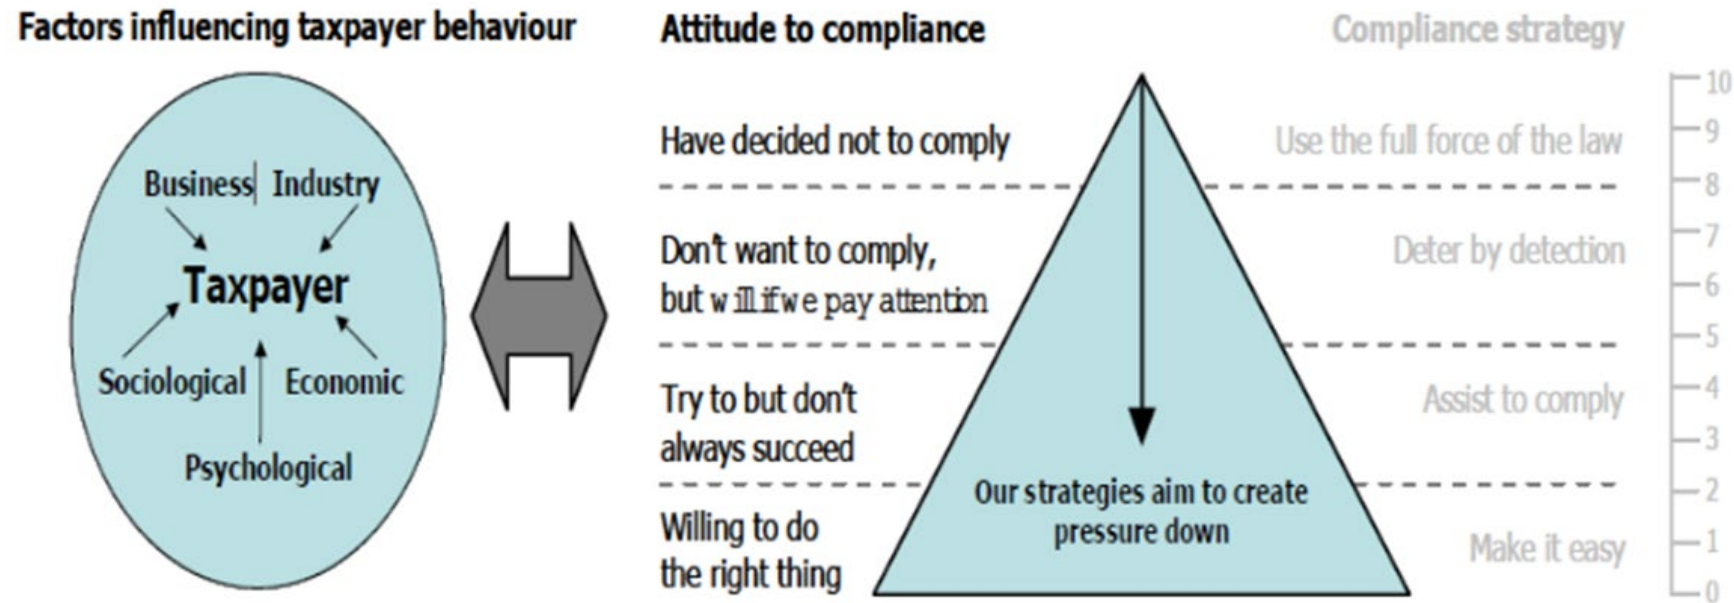 Factors influencing taxpayer behaviour
Business Industry
Taxpayer
Sociological Economic
Psychological
Attitude to compliance
Have decided not to comply
Don't want to comply,
but will if we pay attention
Try to but don't
always succeed
Willing to do
the right thing
Our strategies aim to create
pressure down
Compliance strategy
Use the full force of the law
Deter by detection
Assist to comply
Make it easy
10
9
8
7
6
5
4
3
2
1
0